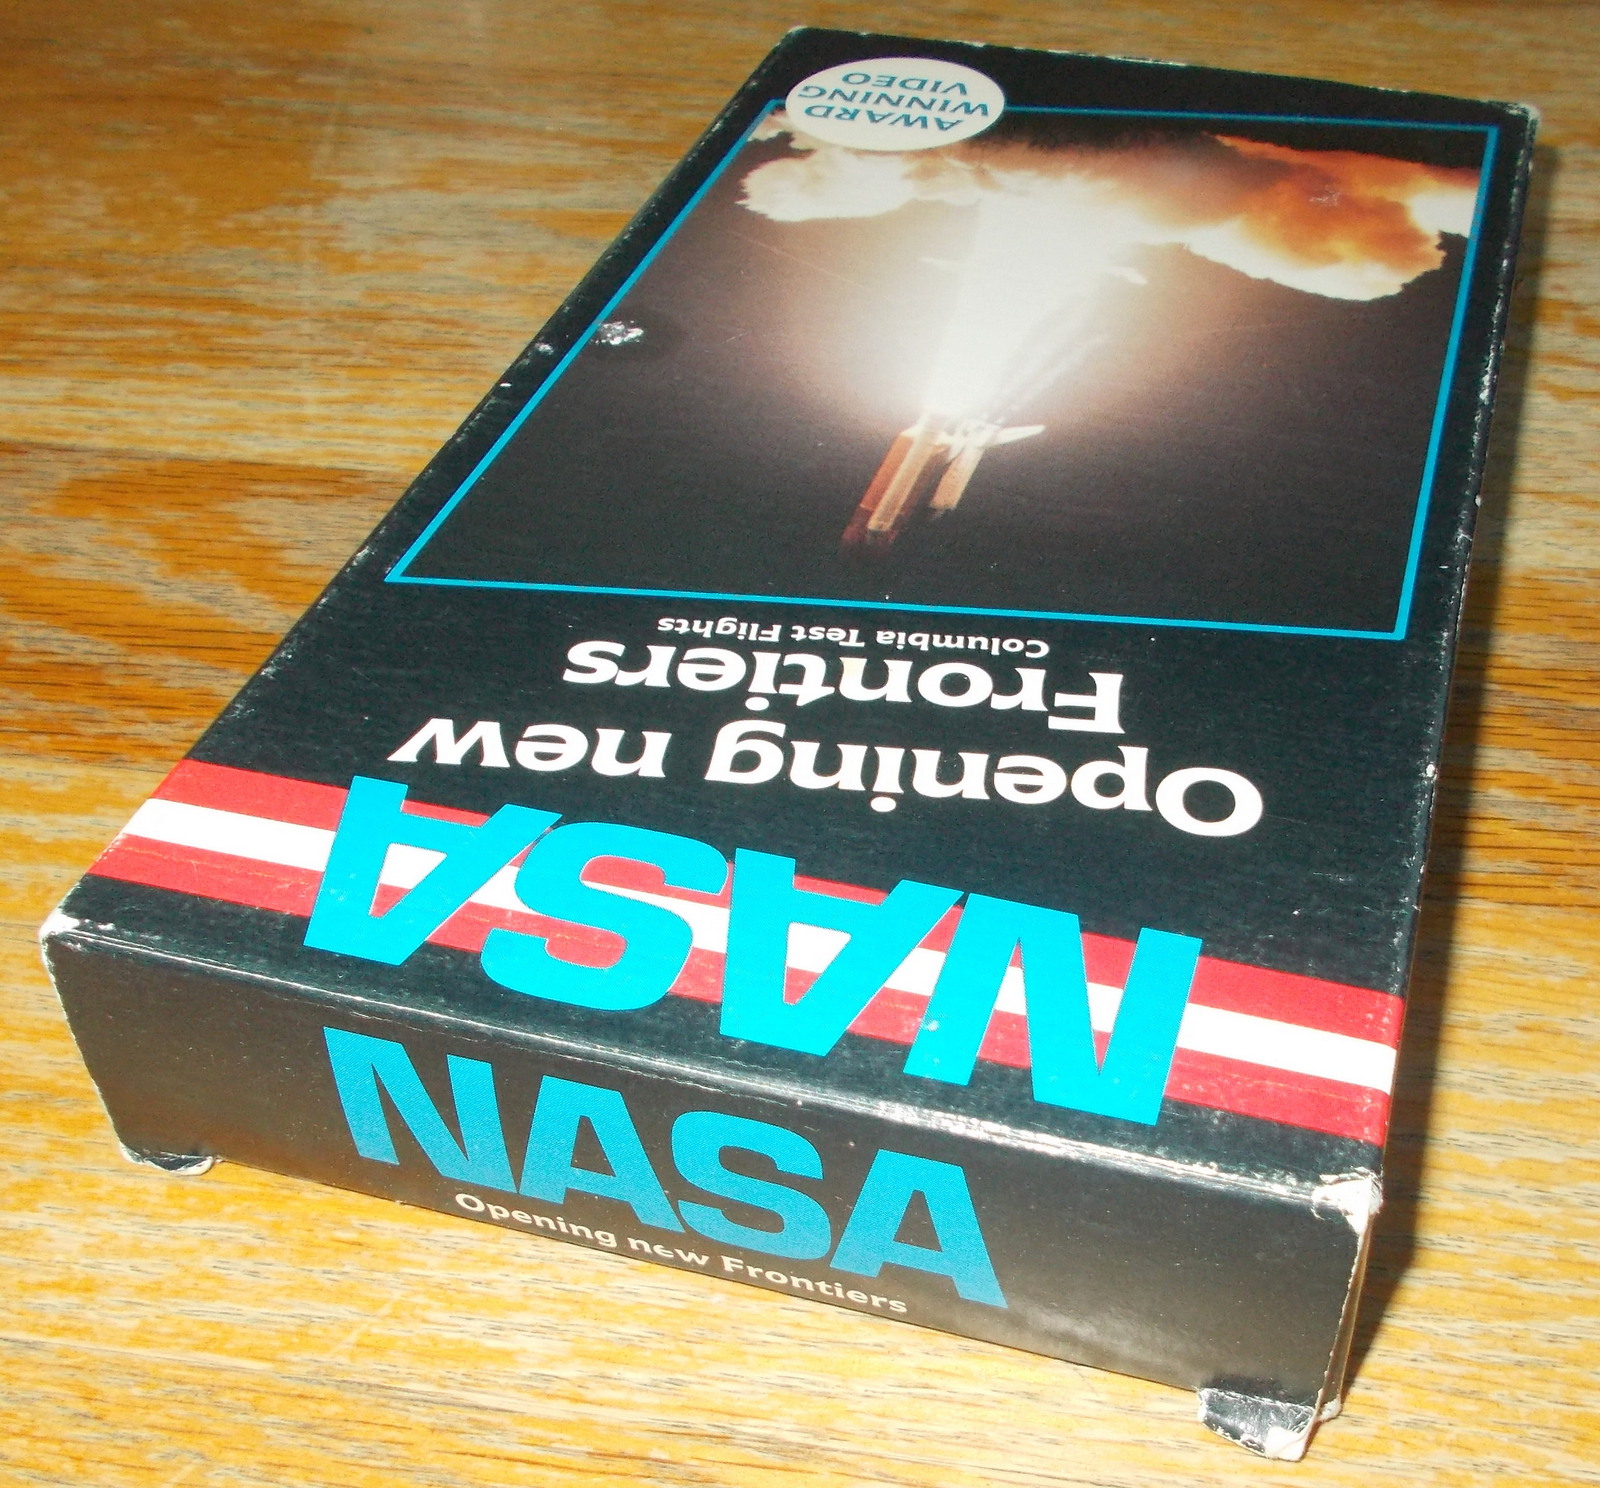 NASA
Opening new
Frontiers
Columbia Test Flights
AWARD
WINNING
VIDEO
NASA
Opening new Frontiers